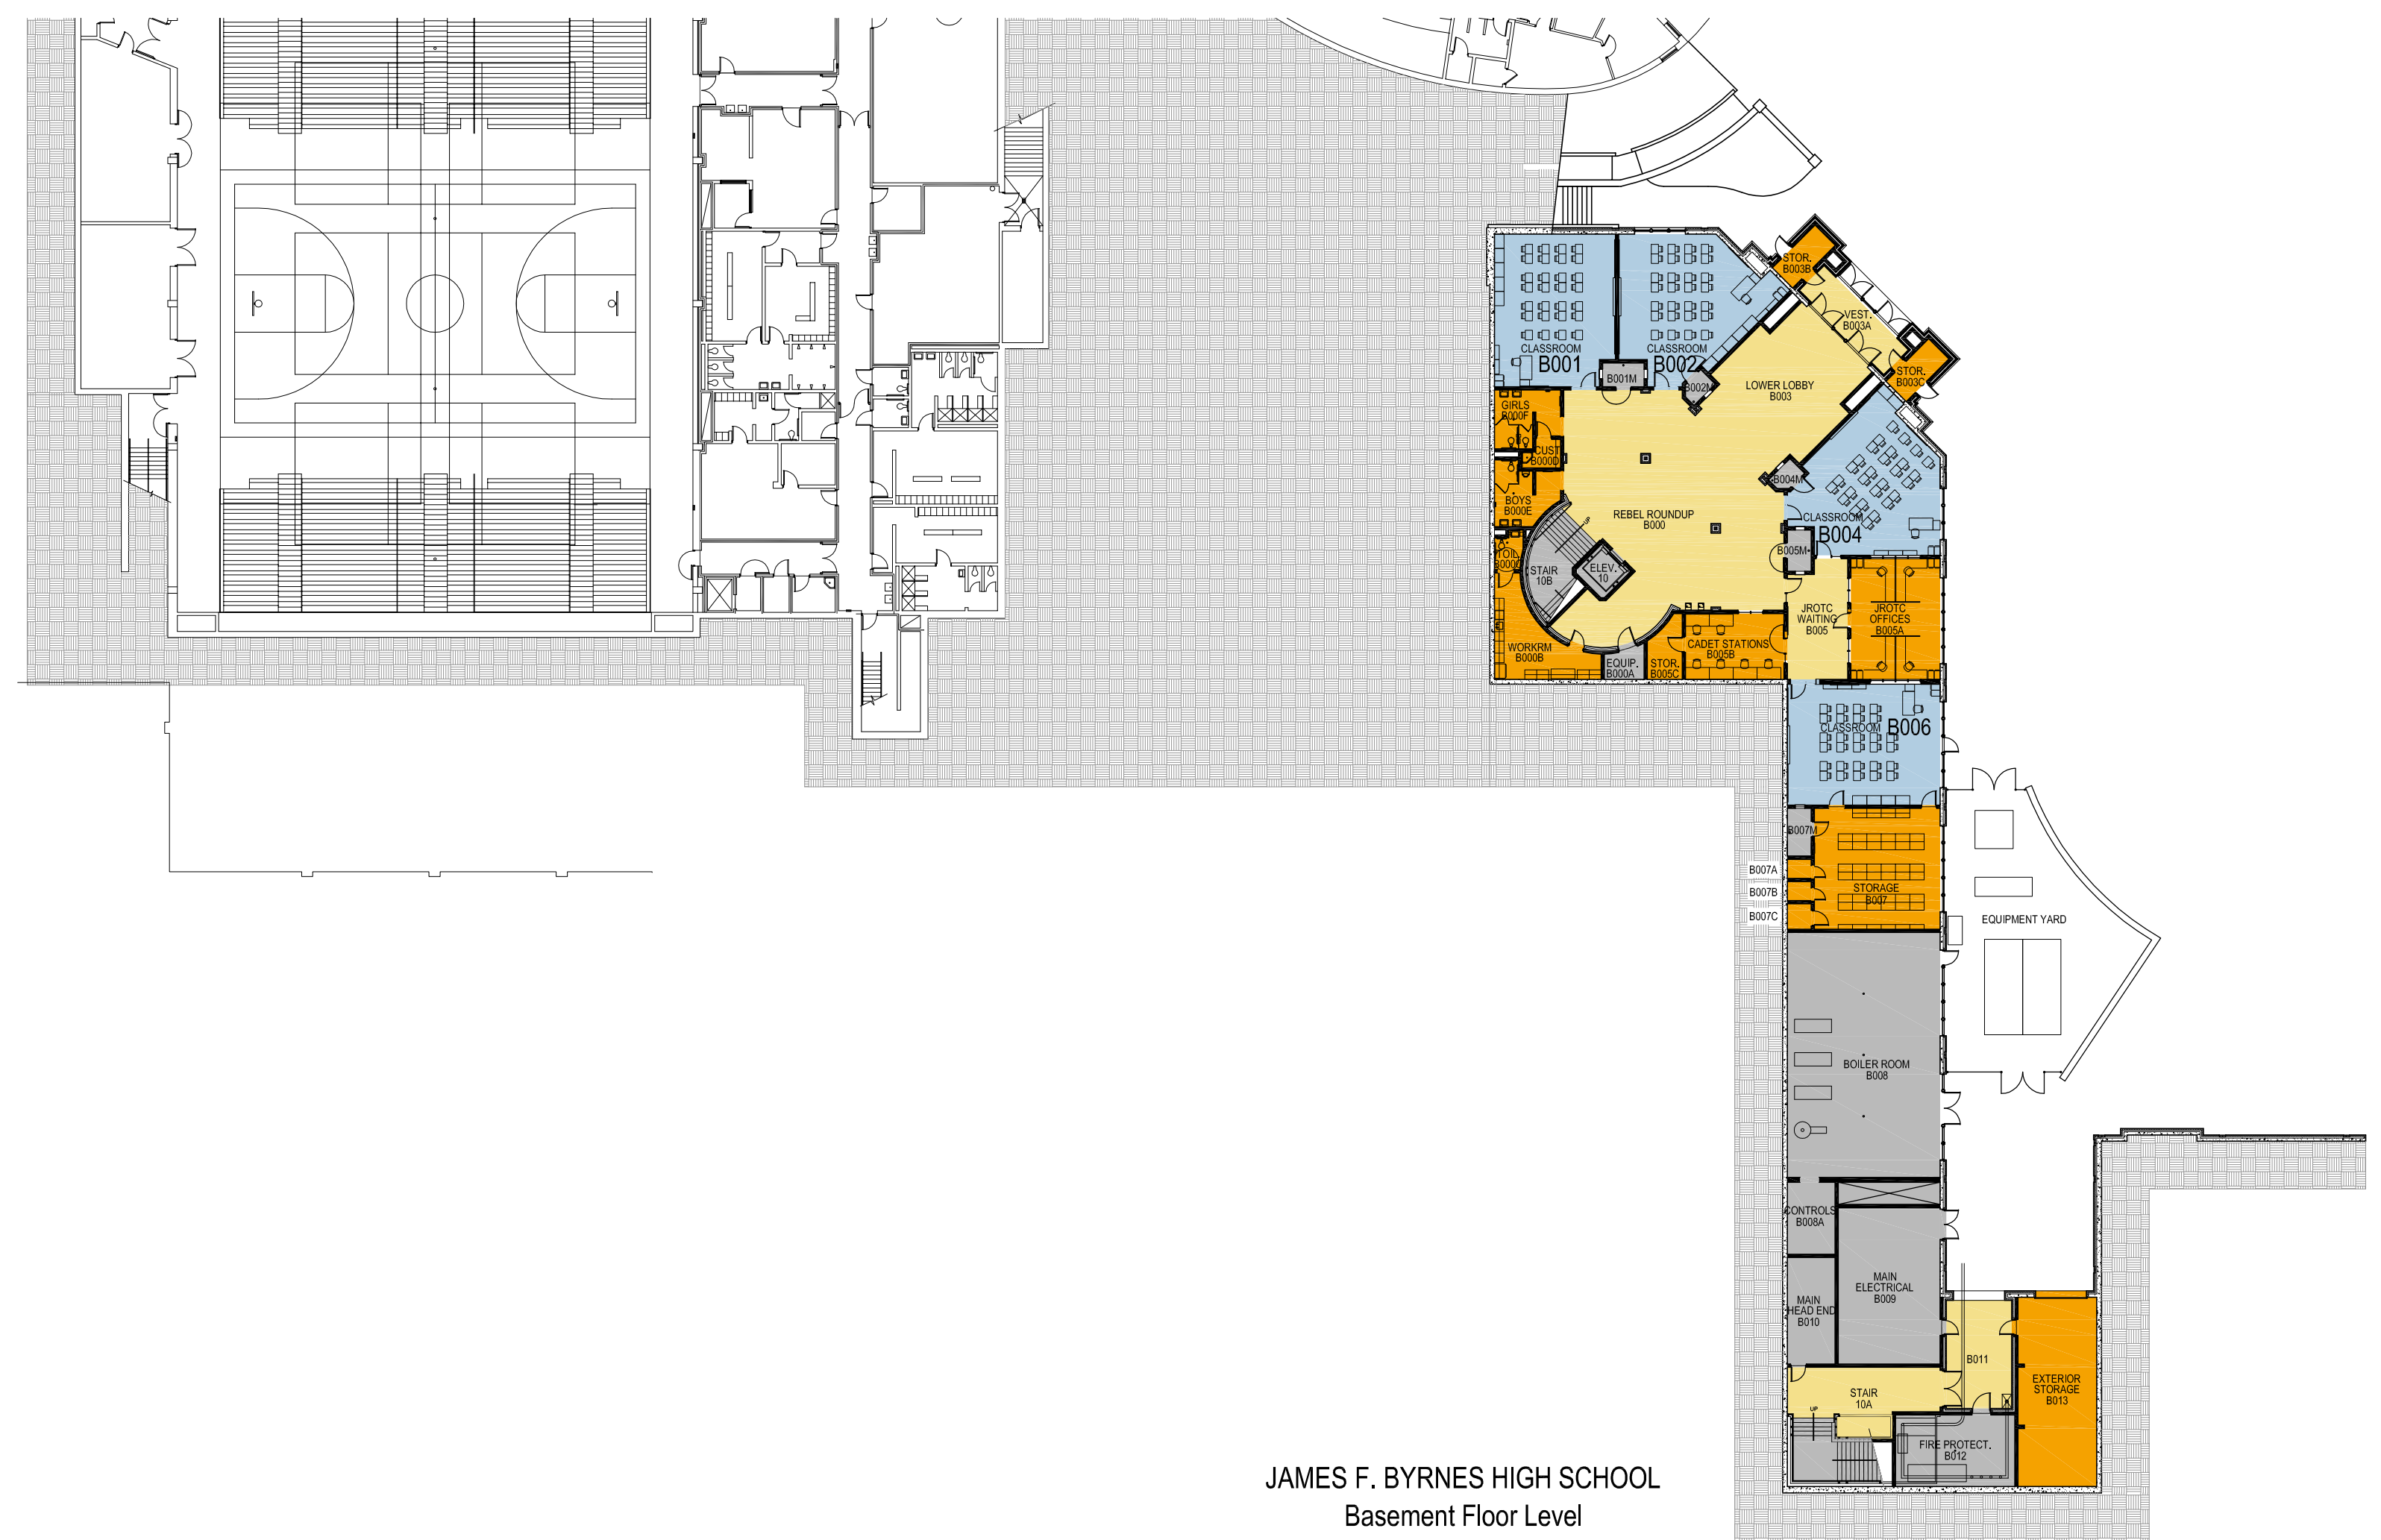 STOR.
B003B
VEST.
B003A
CLASSROOM
B001
CLASSROOM
B002
B001M
B002M
LOWER LOBBY
B003
STOR.
B003C
GIRLS
B000F
CUST.
B000D
BOYS
B000E
REBEL ROUNDUP
B000
UP
B004M
CLASSROOM
B004
B005M
TOIL.
STAIR
10B
ELEV.
10
JROTC
WAITING
B005
JROTC
OFFICES
B005A
WORKRM
B000B
EQUIP.
B000A
STOR.
B005C
CADET STATIONS
B005B
CLASSROOM
B006
B007M
B007A
B007B
B007C
STORAGE
B007
EQUIPMENT YARD
BOILER ROOM
B008
CONTROLS
B008A
MAIN
ELECTRICAL
B009
MAIN
HEAD END
B010
B011
STAIR
10A
UP
EXTERIOR
STORAGE
B013
FIRE PROTECT.
B012
JAMES F. BYRNES HIGH SCHOOL
Basement Floor Level